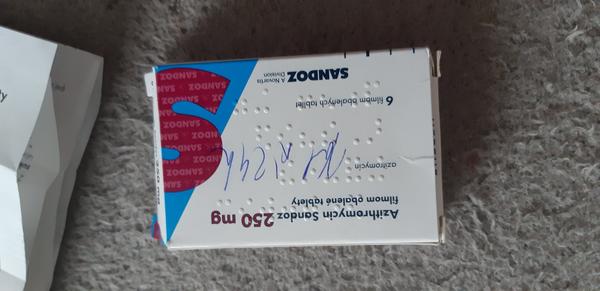 Azithromycin Sandoz 250 mg
filmom obalené tablety
azitromycín
6 filmom obalených tabliet
SANDOZ
A Novartis
Division